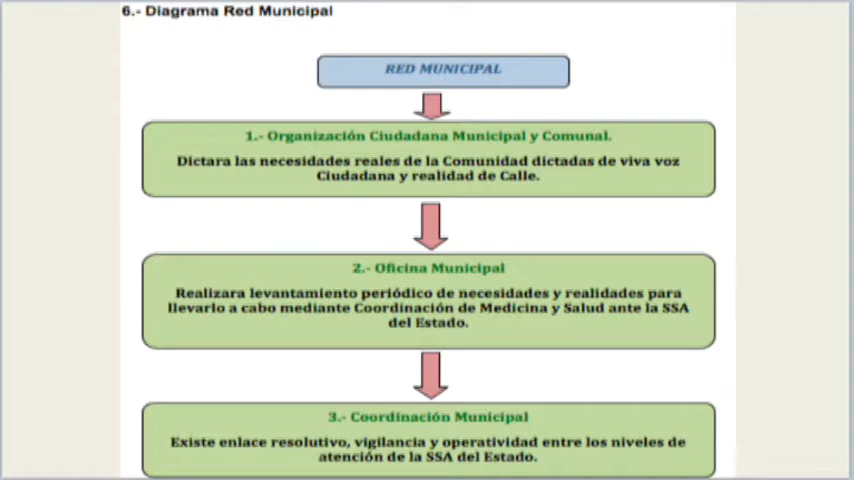 6.- Diagrama Red Municipal
RED MUNICIPAL
1.- Organización Ciudadana Municipal y Comunal.
Dictara las necesidades reales de la Comunidad dictadas de viva voz
Ciudadana y realidad de Calle.
2.- Oficina Municipal
Realizara levantamiento periódico de necesidades y realidades para
llevarlo a cabo mediante Coordinación de Medicina y Salud ante la SSA
del Estado.
3.- Coordinación Municipal
Existe enlace resolutivo, vigilancia y operatividad entre los niveles de
atención de la SSA del Estado.